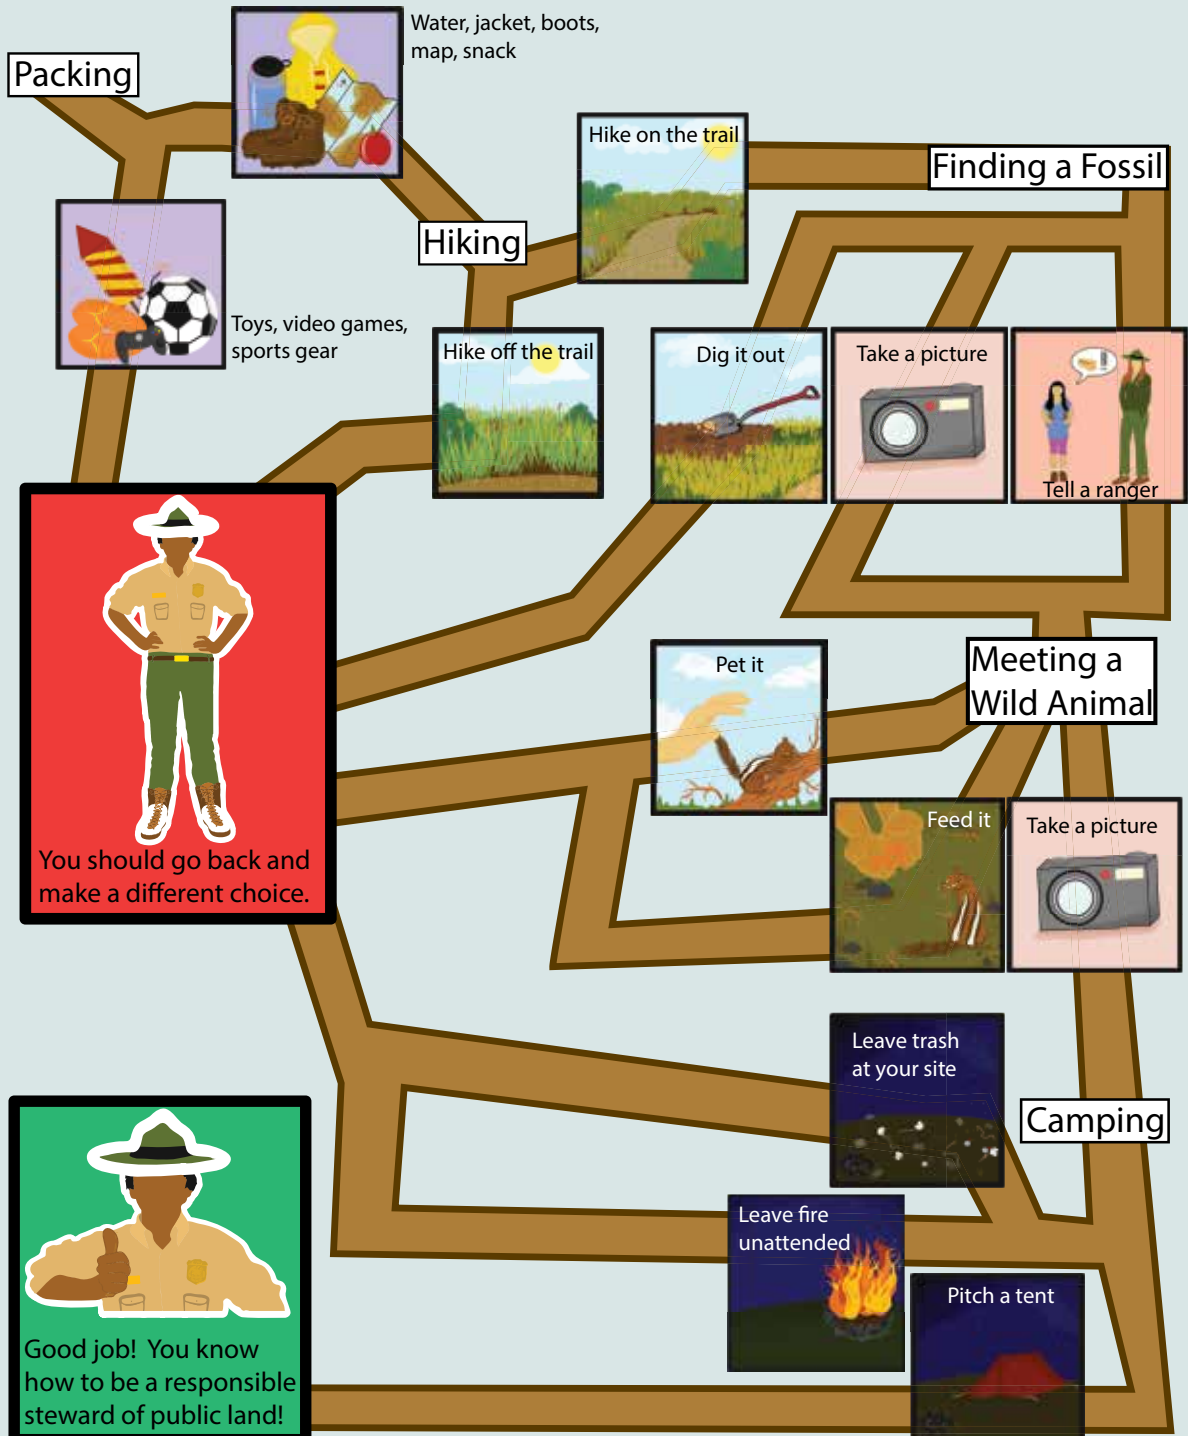 Water, jacket, boots,
map, snack
Packing
Hike on the trail
Finding a Fossil
Hiking
Toys, video games,
sports gear
Hike off the trail
Dig it out
Take a picture
Tell a ranger
Meeting a
Wild Animal
Pet it
Feed it
Take a picture
You should go back and
make a different choice.
Leave trash
at your site
Camping
Leave fire
unattended
Pitch a tent
Good job!  You know
how to be a responsible
steward of public land!